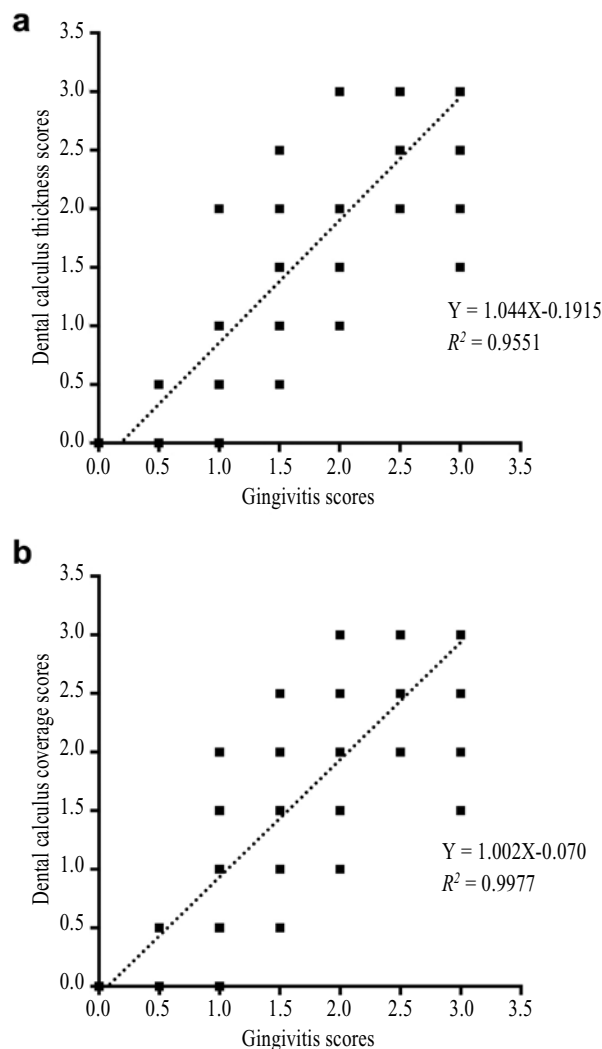 a
3.5
3.0
2.5
2.0
1.5
1.0
0.5
0.0
Dental calculus thickness scores
Y = 1.044X-0.1915
R² = 0.9551
0.0 0.5 1.0 1.5 2.0 2.5 3.0 3.5
Gingivitis scores
b
3.5
3.0
2.5
2.0
1.5
1.0
0.5
0.0
Dental calculus coverage scores
Y = 1.002X-0.070
R² = 0.9977
0.0 0.5 1.0 1.5 2.0 2.5 3.0 3.5
Gingivitis scores